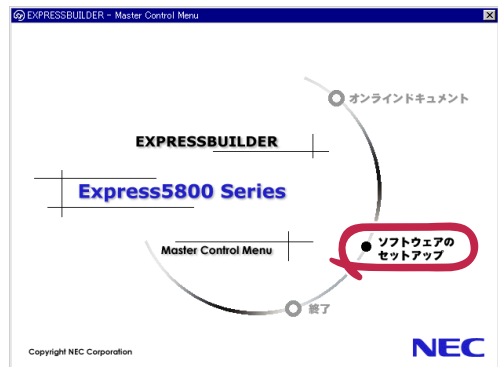 EXPRESSBUILDER - Master Control Menu
オンラインドキュメント
EXPRESSBUILDER
Express5800 Series
ソフトウェアの
セットアップ
Master Control Menu
終了
Copyright NEC Corporation
NEC